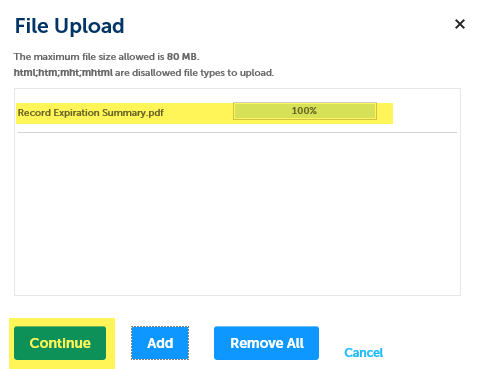 File Upload
×
The maximum file size allowed is 80 MB.
html;htm;mht;mhtml are disallowed file types to upload.
Record Expiration Summary.pdf 100%
Continue Add Remove All Cancel